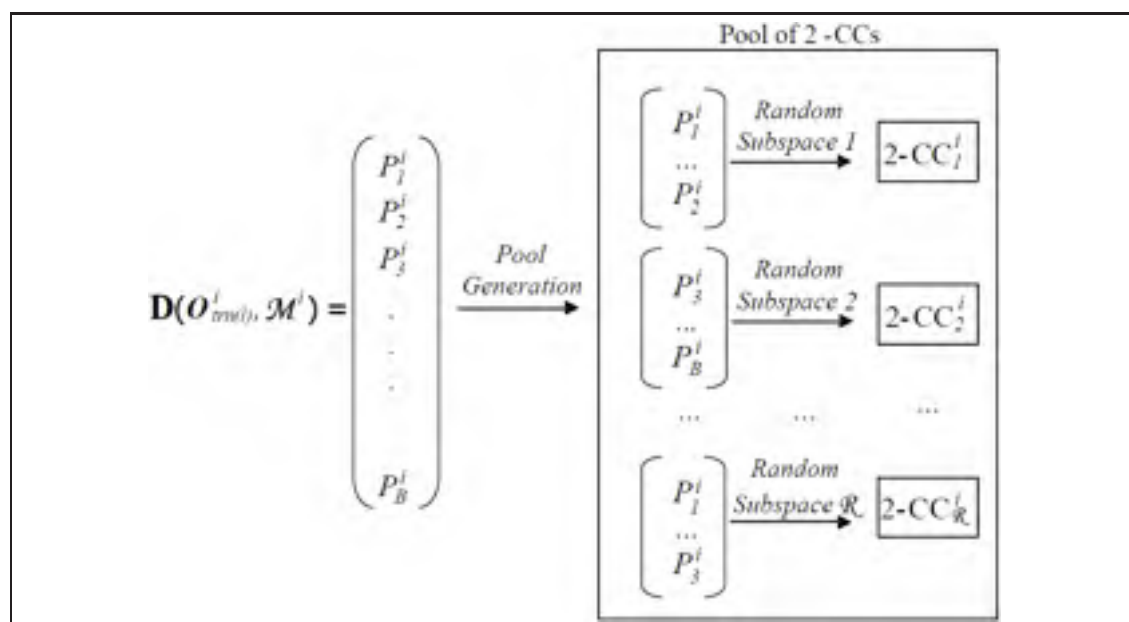 Pool of 2 -CCs
D(O^i_trn(i), M^i) =
P^i_1
P^i_2
P^i_3
.
.
.
P^i_B
Pool
Generation
P^i_1
...
P^i_2
Random
Subspace 1
2-CC^i_1
P^i_3
...
P^i_B
Random
Subspace 2
2-CC^i_2
... ... ...
P^i_1
...
P^i_3
Random
Subspace R
2-CC^i_R